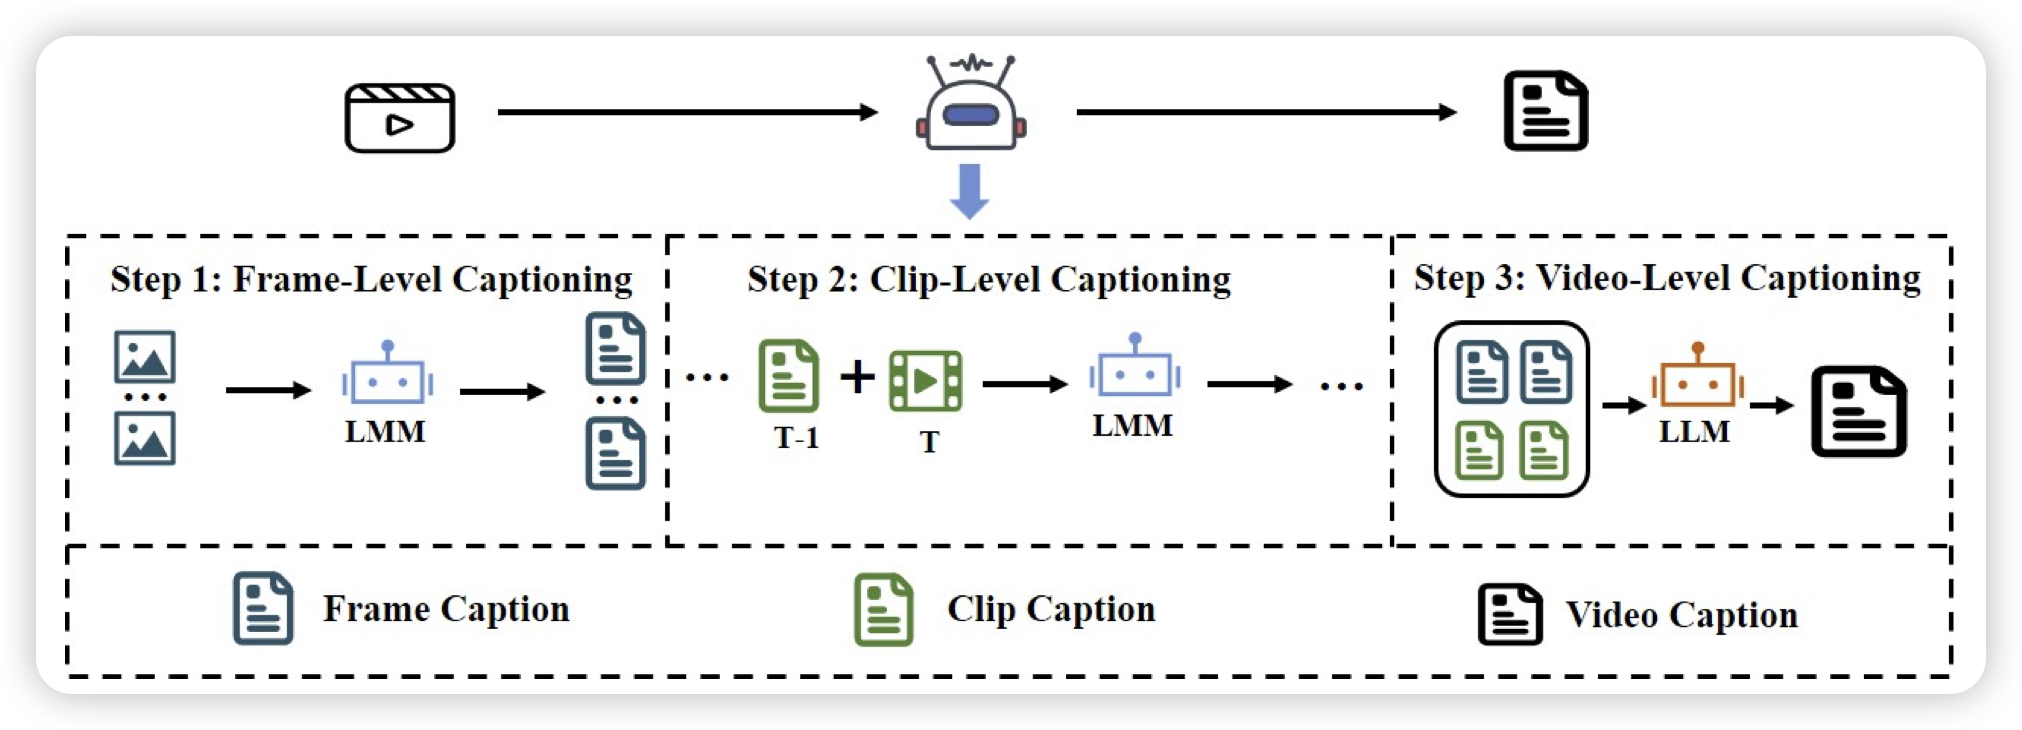 Step 1: Frame-Level Captioning
...
LMM
...
Step 2: Clip-Level Captioning
...
+
T-1
T
LMM
...
Step 3: Video-Level Captioning
LLM
Frame Caption
Clip Caption
Video Caption